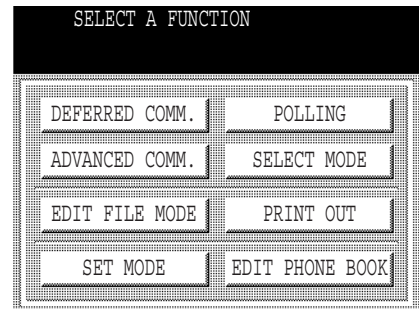 SELECT A FUNCTION
DEFERRED COMM. POLLING
ADVANCED COMM. SELECT MODE
EDIT FILE MODE PRINT OUT
SET MODE EDIT PHONE BOOK